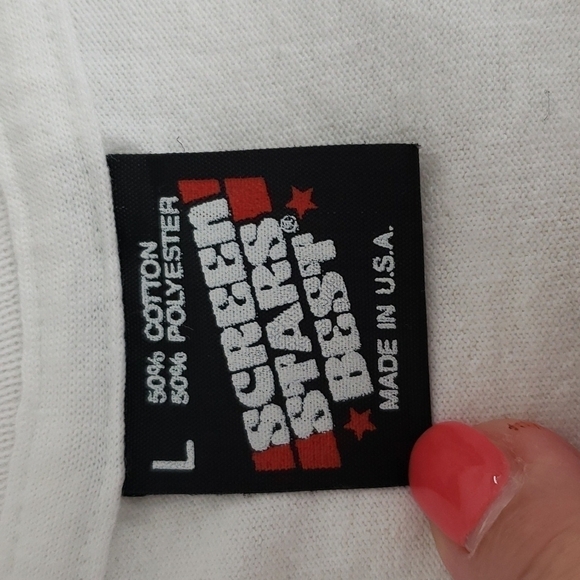 L
50% COTTON
50% POLYESTER
SCREEN
STARS®
BEST
MADE IN U.S.A.